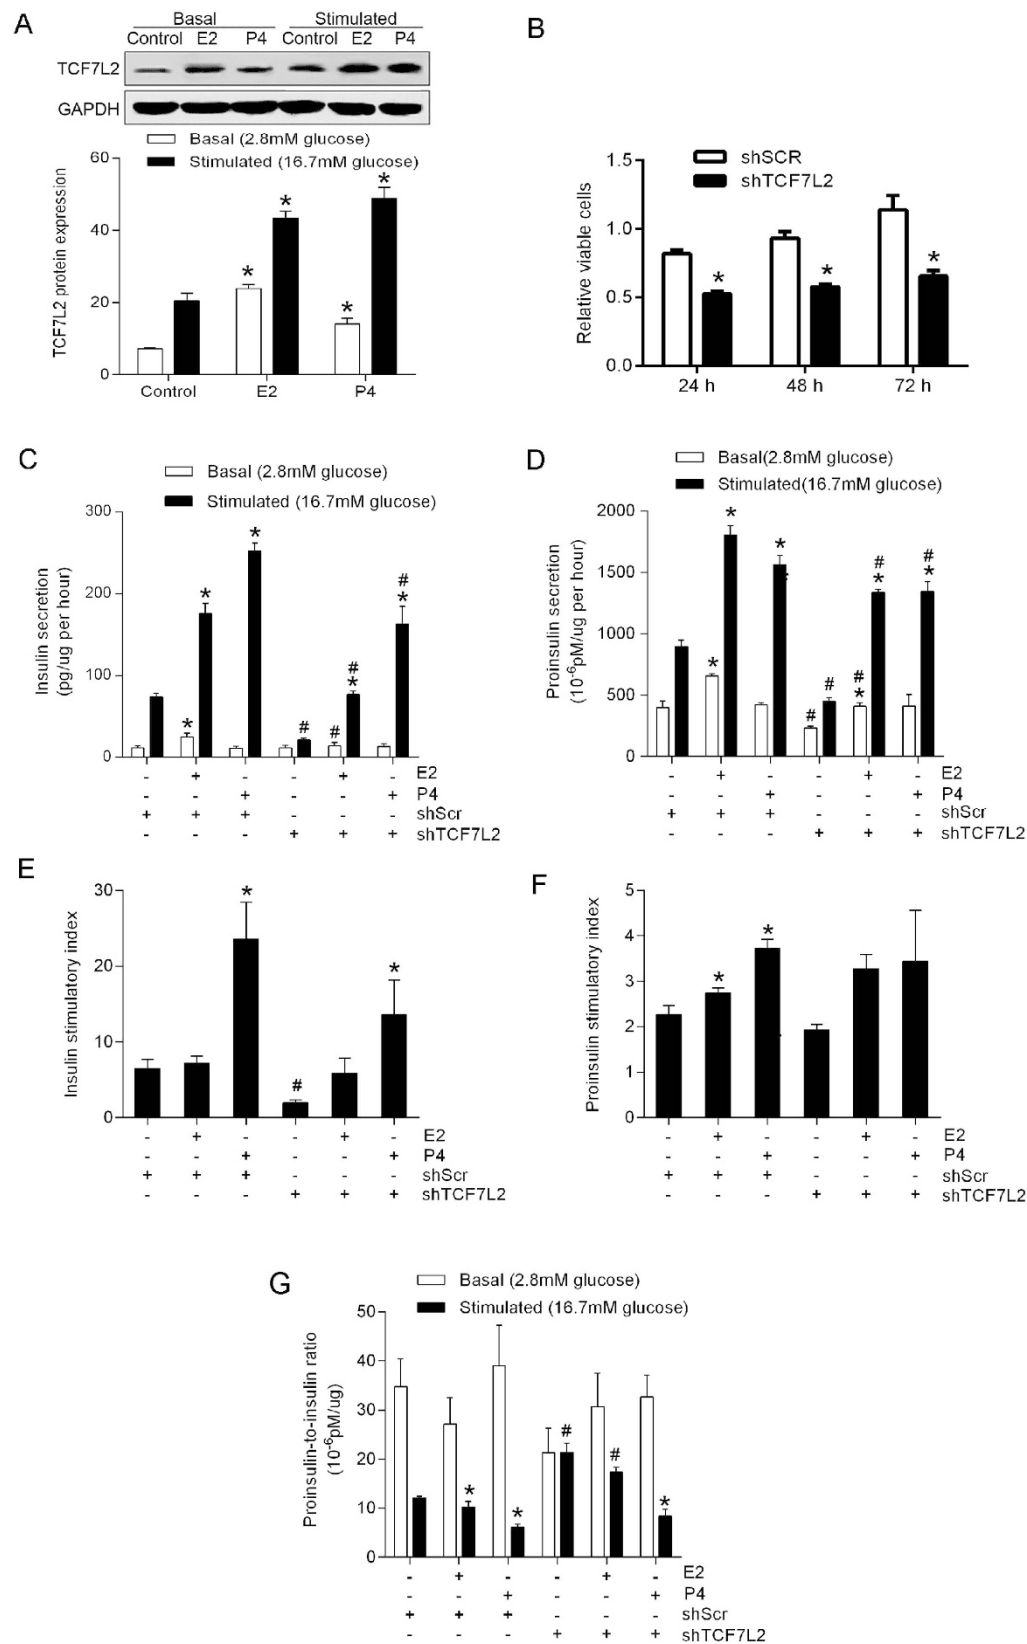 A
Basal Stimulated
Control E2 P4 Control E2 P4
TCF7L2
GAPDH
Basal (2.8mM glucose)
Stimulated (16.7mM glucose)
TCF7L2 protein expression
60
40
20
0
* * * *
Control E2 P4
B
shSCR
shTCF7L2
Relative viable cells
1.5
1.0
0.5
0.0
* * *
24 h 48 h 72 h
C
Basal (2.8mM glucose)
Stimulated (16.7mM glucose)
Insulin secretion
(pg/ug per hour)
300
200
100
0
* * * # # # * # *
- + - - + - E2
- - + - - + P4
+ + + - - - shScr
- - - + + + shTCF7L2
D
Basal(2.8mM glucose)
Stimulated(16.7mM glucose)
Proinsulin secretion
(10-6pM/ug per hour)
2000
1500
1000
500
0
* * * # # # * # * # *
- + - - + - E2
- - + - - + P4
+ + + - - - shScr
- - - + + + shTCF7L2
E
Insulin stimulatory index
30
20
10
0
* # *
- + - - + - E2
- - + - - + P4
+ + + - - - shScr
- - - + + + shTCF7L2
F
Proinsulin stimulatory index
5
4
3
2
1
0
* *
- + - - + - E2
- - + - - + P4
+ + + - - - shScr
- - - + + + shTCF7L2
G
Basal (2.8mM glucose)
Stimulated (16.7mM glucose)
Proinsulin-to-insulin ratio
(10-6pM/ug)
50
40
30
20
10
0
* * # # *
- + - - + - E2
- - + - - + P4
+ + + - - - shScr
- - - + + + shTCF7L2